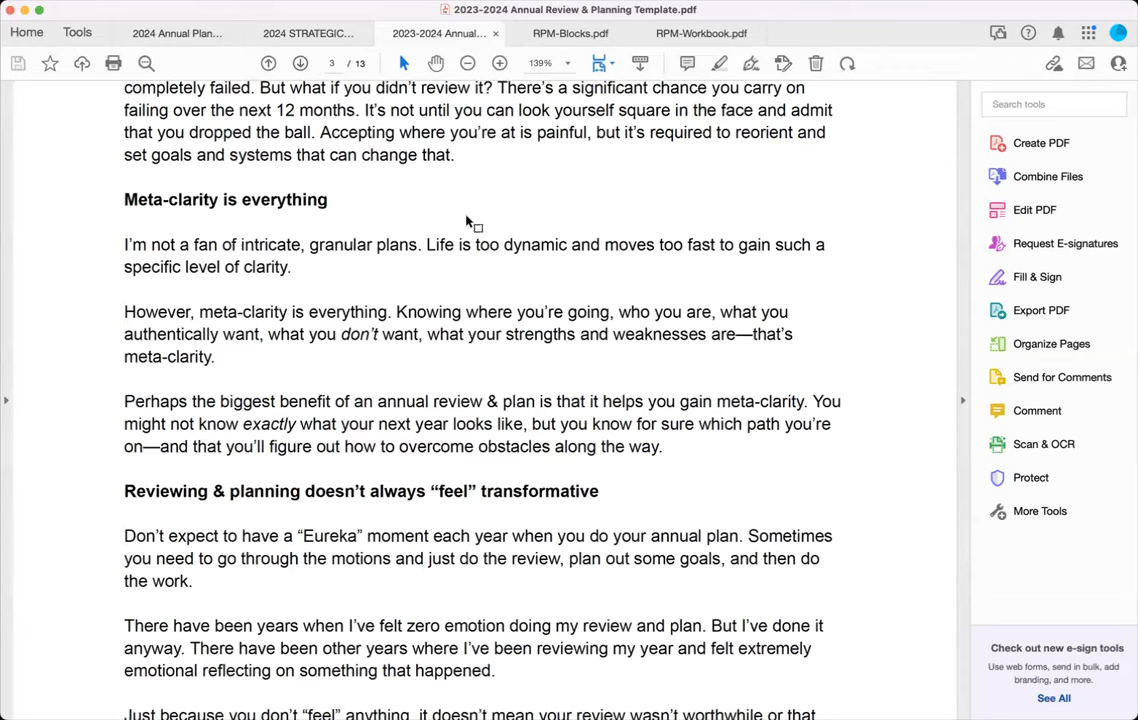 2023-2024 Annual Review & Planning Template.pdf
Home Tools 2024 Annual Plan... 2024 STRATEGIC... 2023-2024 Annual... × RPM-Blocks.pdf RPM-Workbook.pdf
3 / 13 139%
completely failed. But what if you didn't review it? There's a significant chance you carry on
failing over the next 12 months. It's not until you can look yourself square in the face and admit
that you dropped the ball. Accepting where you're at is painful, but it's required to reorient and
set goals and systems that can change that.
Meta-clarity is everything
I'm not a fan of intricate, granular plans. Life is too dynamic and moves too fast to gain such a
specific level of clarity.
However, meta-clarity is everything. Knowing where you're going, who you are, what you
authentically want, what you don't want, what your strengths and weaknesses are—that's
meta-clarity.
Perhaps the biggest benefit of an annual review & plan is that it helps you gain meta-clarity. You
might not know exactly what your next year looks like, but you know for sure which path you're
on—and that you'll figure out how to overcome obstacles along the way.
Reviewing & planning doesn't always “feel” transformative
Don't expect to have a “Eureka” moment each year when you do your annual plan. Sometimes
you need to go through the motions and just do the review, plan out some goals, and then do
the work.
There have been years when I've felt zero emotion doing my review and plan. But I've done it
anyway. There have been other years where I've been reviewing my year and felt extremely
emotional reflecting on something that happened.
Just because you don't “feel” anything, it doesn't mean your review wasn't worthwhile or that
Search tools
Create PDF
Combine Files
Edit PDF
Request E-signatures
Fill & Sign
Export PDF
Organize Pages
Send for Comments
Comment
Scan & OCR
Protect
More Tools
Check out new e-sign tools
Use web forms, send in bulk, add
branding, and more.
See All